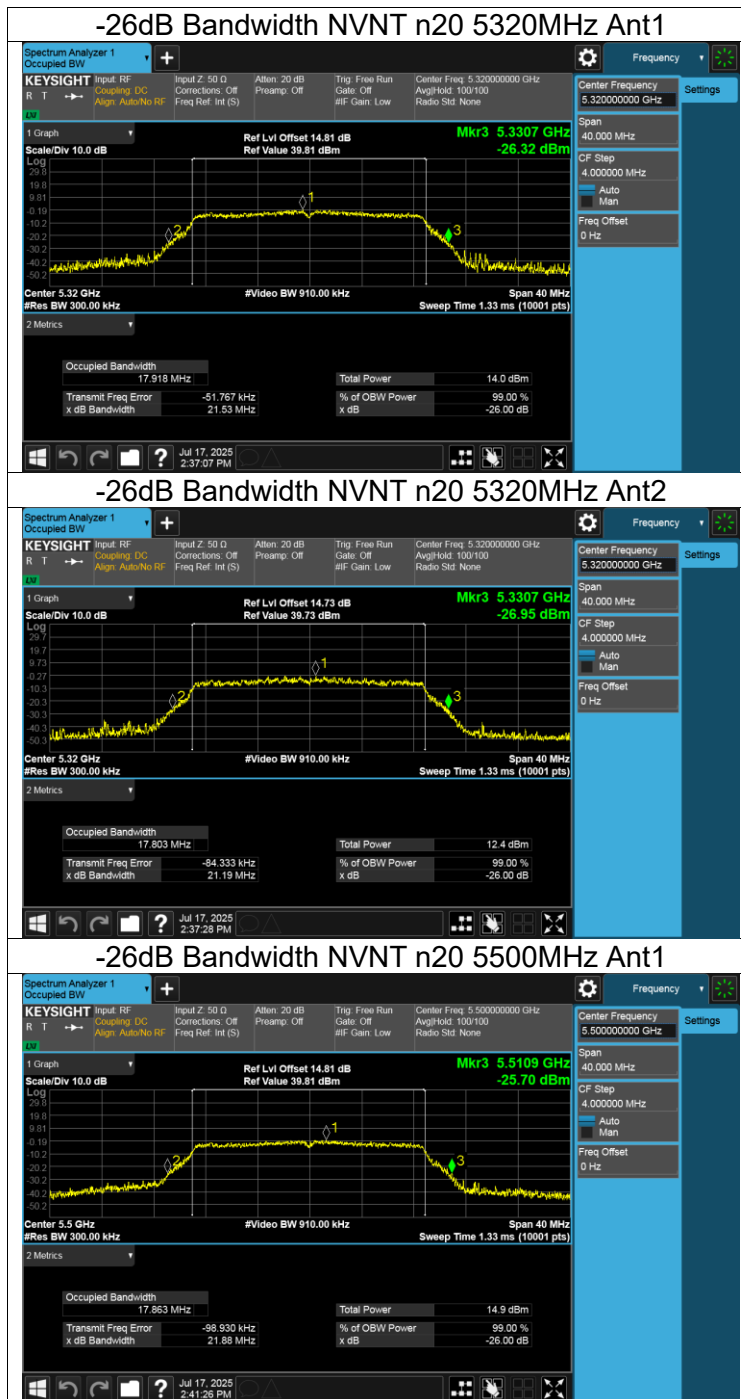 -26dB Bandwidth NVNT n20 5320MHz Ant1
Spectrum Analyzer 1
Occupied BW
Frequency
KEYSIGHT
R T
LXI
Input: RF
Coupling: DC
Align: Auto/No RF
Input Z: 50 Ω
Corrections: Off
Freq Ref: Int (S)
Atten: 20 dB
Preamp: Off
Trig: Free Run
Gate: Off
#IF Gain: Low
Center Freq: 5.320000000 GHz
Avg|Hold: 100/100
Radio Std: None
Center Frequency
5.320000000 GHz
Settings
Span
40.000 MHz
CF Step
4.000000 MHz
Auto
Man
Freq Offset
0 Hz
1 Graph
Scale/Div 10.0 dB
Ref Lvl Offset 14.81 dB
Ref Value 39.81 dBm
Mkr3 5.3307 GHz
-26.32 dBm
Log
29.8
19.8
9.81
-0.19
-10.2
-20.2
-30.2
-40.2
-50.2
1
2
3
Center 5.32 GHz
#Res BW 300.00 kHz
#Video BW 910.00 kHz
Span 40 MHz
Sweep Time 1.33 ms (10001 pts)
2 Metrics
Occupied Bandwidth
17.918 MHz
Transmit Freq Error -51.767 kHz
x dB Bandwidth 21.53 MHz
Total Power 14.0 dBm
% of OBW Power 99.00 %
x dB -26.00 dB
Jul 17, 2025
2:37:07 PM
-26dB Bandwidth NVNT n20 5320MHz Ant2
Spectrum Analyzer 1
Occupied BW
Frequency
KEYSIGHT
R T
LXI
Input: RF
Coupling: DC
Align: Auto/No RF
Input Z: 50 Ω
Corrections: Off
Freq Ref: Int (S)
Atten: 20 dB
Preamp: Off
Trig: Free Run
Gate: Off
#IF Gain: Low
Center Freq: 5.320000000 GHz
Avg|Hold: 100/100
Radio Std: None
Center Frequency
5.320000000 GHz
Settings
Span
40.000 MHz
CF Step
4.000000 MHz
Auto
Man
Freq Offset
0 Hz
1 Graph
Scale/Div 10.0 dB
Ref Lvl Offset 14.73 dB
Ref Value 39.73 dBm
Mkr3 5.3307 GHz
-26.95 dBm
Log
29.7
19.7
9.73
-0.27
-10.3
-20.3
-30.3
-40.3
-50.3
1
2
3
Center 5.32 GHz
#Res BW 300.00 kHz
#Video BW 910.00 kHz
Span 40 MHz
Sweep Time 1.33 ms (10001 pts)
2 Metrics
Occupied Bandwidth
17.803 MHz
Transmit Freq Error -84.333 kHz
x dB Bandwidth 21.19 MHz
Total Power 12.4 dBm
% of OBW Power 99.00 %
x dB -26.00 dB
Jul 17, 2025
2:37:28 PM
-26dB Bandwidth NVNT n20 5500MHz Ant1
Spectrum Analyzer 1
Occupied BW
Frequency
KEYSIGHT
R T
LXI
Input: RF
Coupling: DC
Align: Auto/No RF
Input Z: 50 Ω
Corrections: Off
Freq Ref: Int (S)
Atten: 20 dB
Preamp: Off
Trig: Free Run
Gate: Off
#IF Gain: Low
Center Freq: 5.500000000 GHz
Avg|Hold: 100/100
Radio Std: None
Center Frequency
5.500000000 GHz
Settings
Span
40.000 MHz
CF Step
4.000000 MHz
Auto
Man
Freq Offset
0 Hz
1 Graph
Scale/Div 10.0 dB
Ref Lvl Offset 14.81 dB
Ref Value 39.81 dBm
Mkr3 5.5109 GHz
-25.70 dBm
Log
29.8
19.8
9.81
-0.19
-10.2
-20.2
-30.2
-40.2
-50.2
1
2
3
Center 5.5 GHz
#Res BW 300.00 kHz
#Video BW 910.00 kHz
Span 40 MHz
Sweep Time 1.33 ms (10001 pts)
2 Metrics
Occupied Bandwidth
17.863 MHz
Transmit Freq Error -98.930 kHz
x dB Bandwidth 21.88 MHz
Total Power 14.9 dBm
% of OBW Power 99.00 %
x dB -26.00 dB
Jul 17, 2025
2:41:26 PM